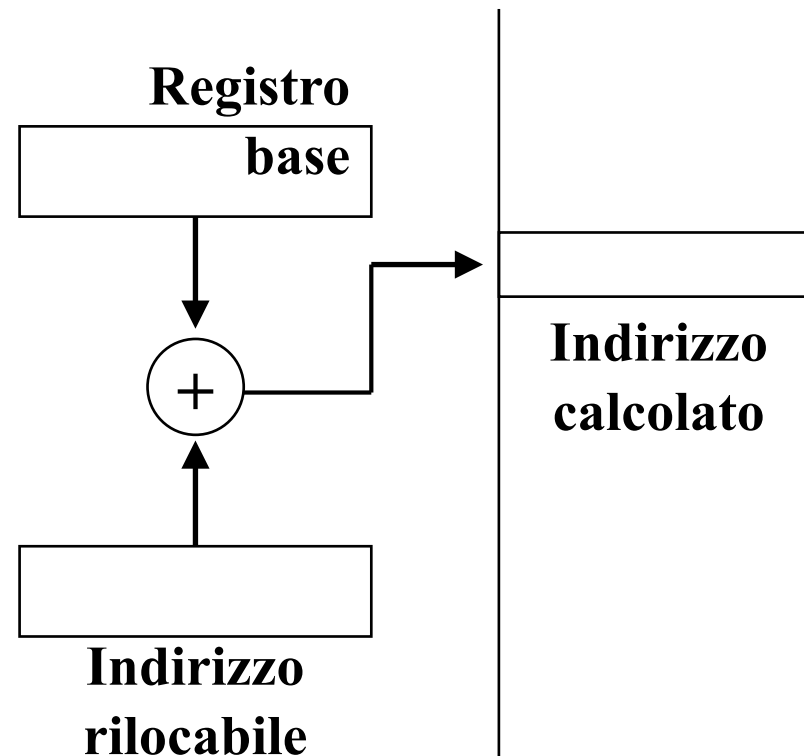 Registro
base
+
Indirizzo
calcolato
Indirizzo
rilocabile